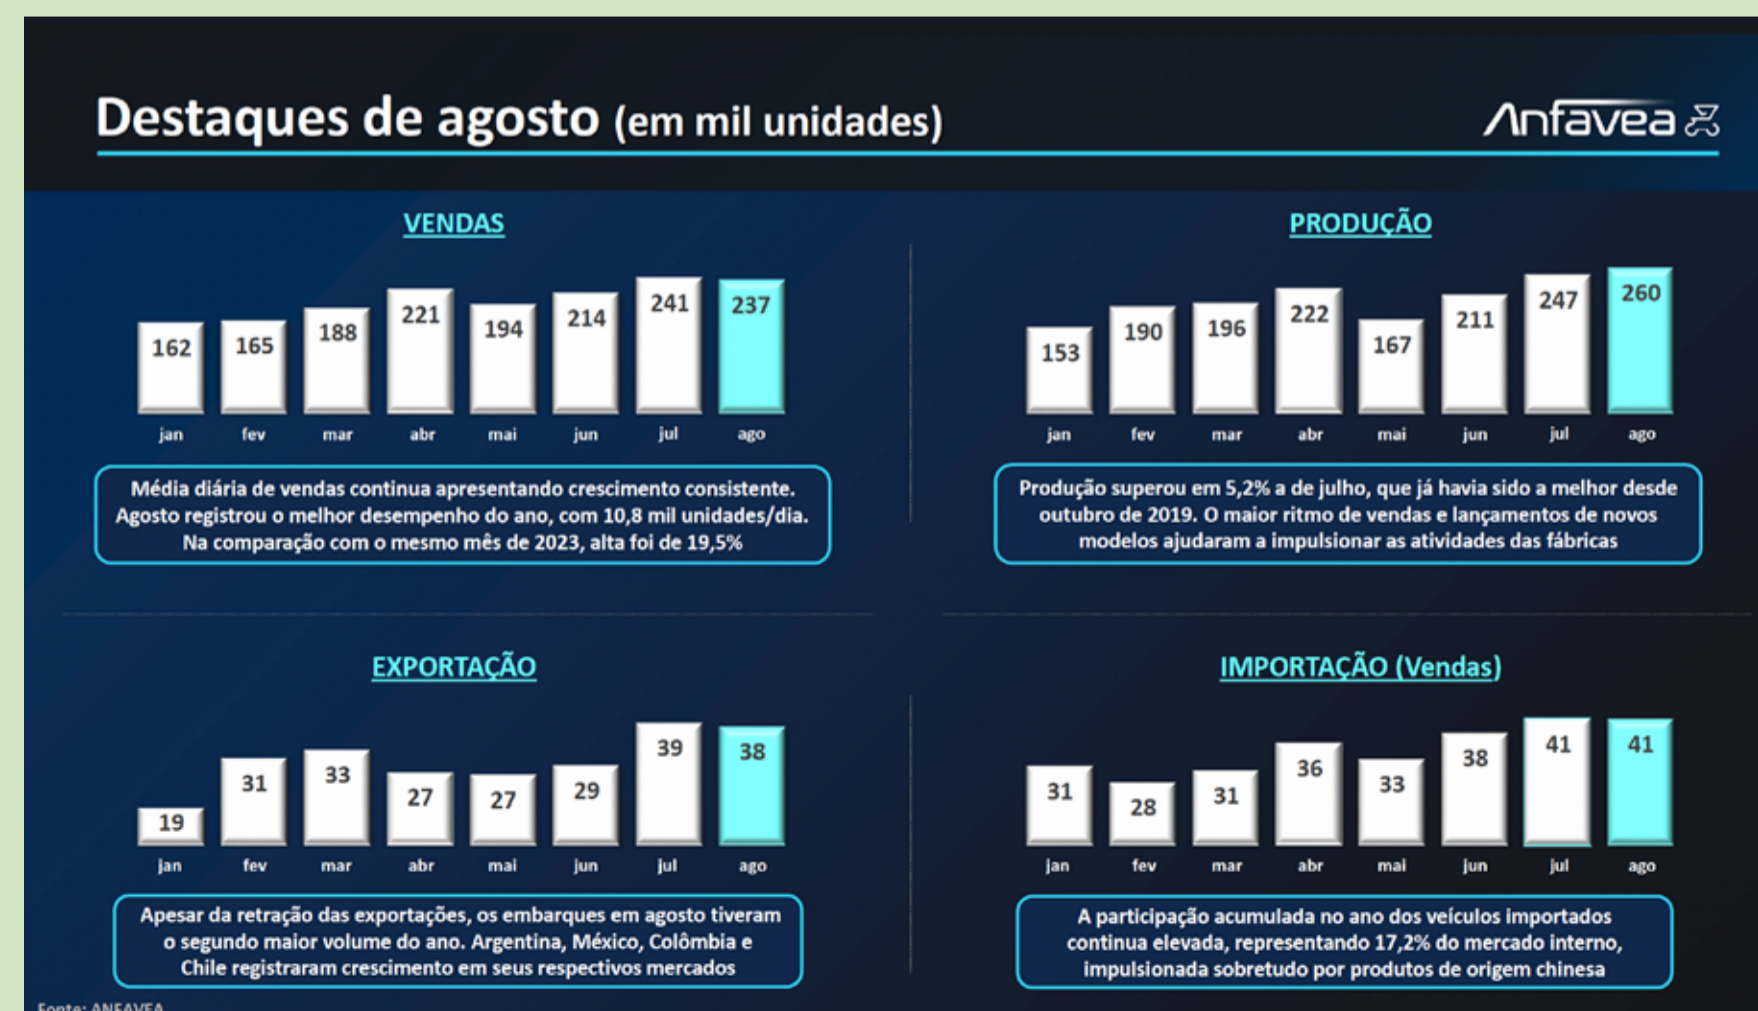 Destaques de agosto (em mil unidades)
Anfavea
VENDAS
162 165 188 221 194 214 241 237
jan fev mar abr mai jun jul ago
Média diária de vendas continua apresentando crescimento consistente.
Agosto registrou o melhor desempenho do ano, com 10,8 mil unidades/dia.
Na comparação com o mesmo mês de 2023, alta foi de 19,5%
PRODUÇÃO
153 190 196 222 167 211 247 260
jan fev mar abr mai jun jul ago
Produção superou em 5,2% a de julho, que já havia sido a melhor desde
outubro de 2019. O maior ritmo de vendas e lançamentos de novos
modelos ajudaram a impulsionar as atividades das fábricas
EXPORTAÇÃO
19 31 33 27 27 29 39 38
jan fev mar abr mai jun jul ago
Apesar da retração das exportações, os embarques em agosto tiveram
o segundo maior volume do ano. Argentina, México, Colômbia e
Chile registraram crescimento em seus respectivos mercados
IMPORTAÇÃO (Vendas)
31 28 31 36 33 38 41 41
jan fev mar abr mai jun jul ago
A participação acumulada no ano dos veículos importados
continua elevada, representando 17,2% do mercado interno,
impulsionada sobretudo por produtos de origem chinesa
Fonte: ANFAVEA